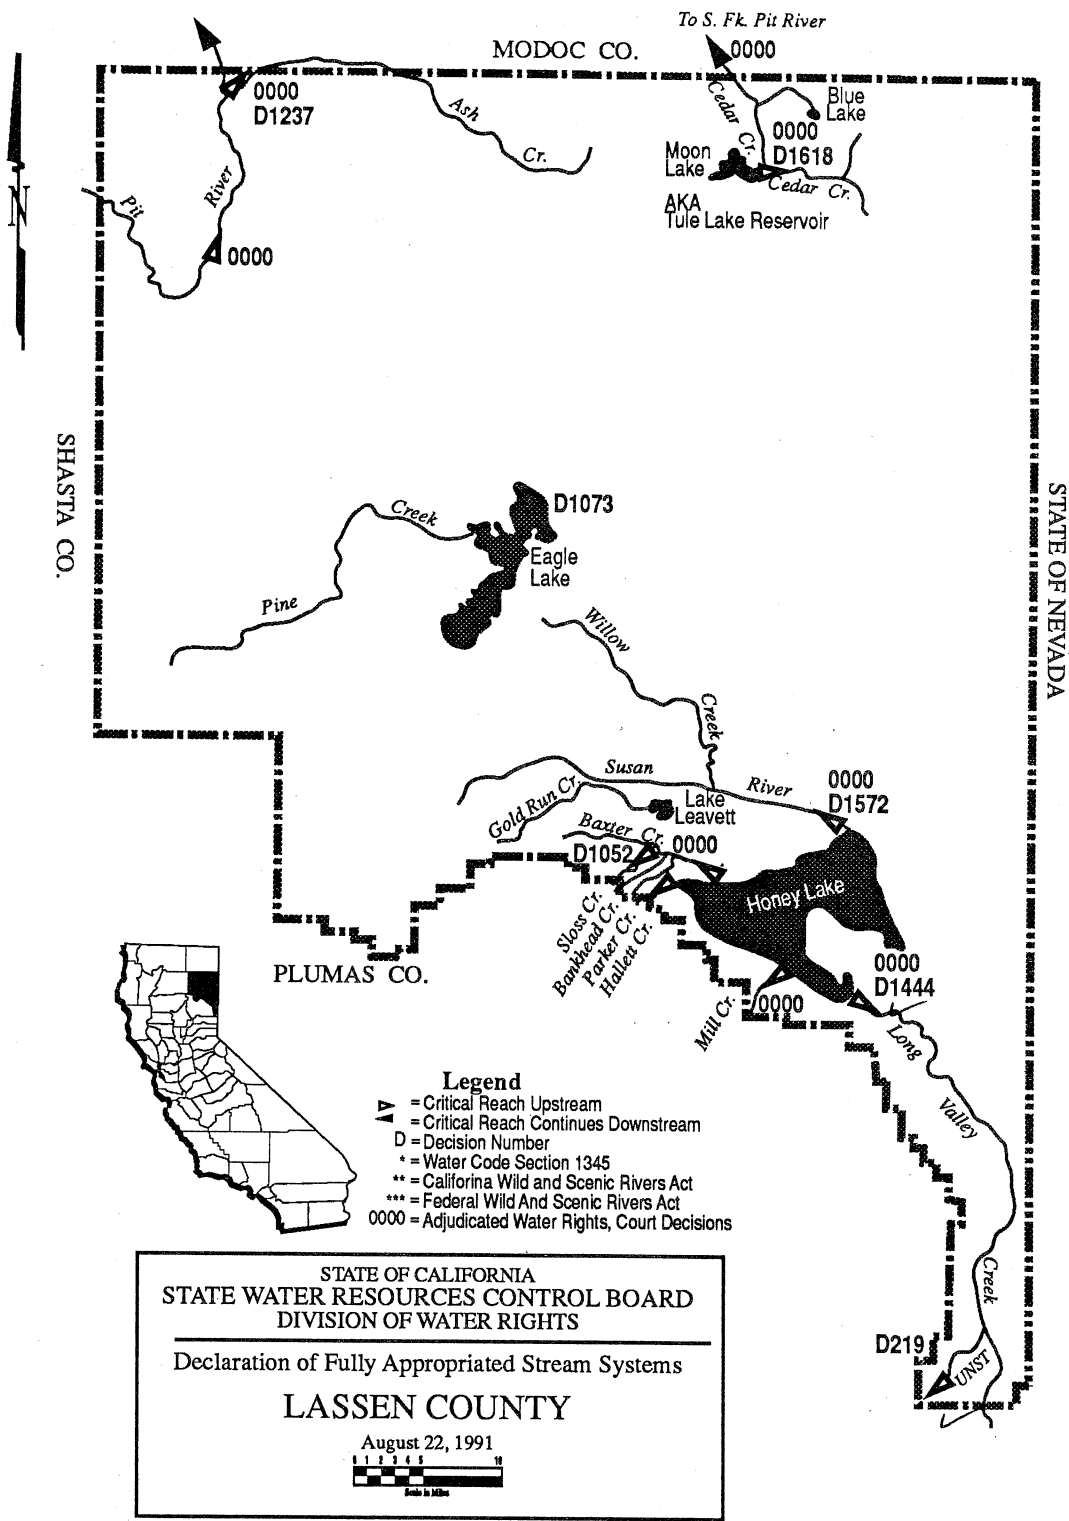 To S. Fk. Pit River
MODOC CO.
0000
0000
D1237
Ash
Cr.
Cedar Cr.
Blue
Lake
0000
D1618
Moon
Lake
Cedar Cr.
AKA
Tule Lake Reservoir
River
Pit
N
0000
SHASTA CO.
STATE OF NEVADA
Creek
D1073
Eagle
Lake
Pine
Willow
Creek
Susan
River
0000
D1572
Gold Run Cr.
Lake
Leavett
Baxter Cr.
D1052
0000
Honey Lake
Sloss Cr.
Bankhead Cr.
Parker Cr.
Hallett Cr.
PLUMAS CO.
0000
D1444
Mill Cr.
0000
Long
Valley
Creek
D219
UNST
Legend
= Critical Reach Upstream
= Critical Reach Continues Downstream
D = Decision Number
* = Water Code Section 1345
** = Califorina Wild and Scenic Rivers Act
*** = Federal Wild And Scenic Rivers Act
0000 = Adjudicated Water Rights, Court Decisions
STATE OF CALIFORNIA
STATE WATER RESOURCES CONTROL BOARD
DIVISION OF WATER RIGHTS
Declaration of Fully Appropriated Stream Systems
LASSEN COUNTY
August 22, 1991
0 1 2 3 4 5 10
Scale in Miles